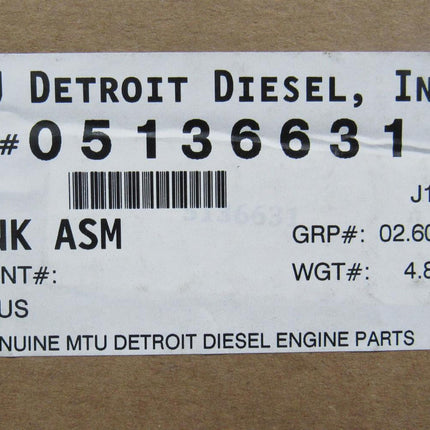 U DETROIT DIESEL, IN
#05136631
J1
NK ASM GRP#: 02.60
NT#: WGT#: 4.8
US
NUINE MTU DETROIT DIESEL ENGINE PARTS